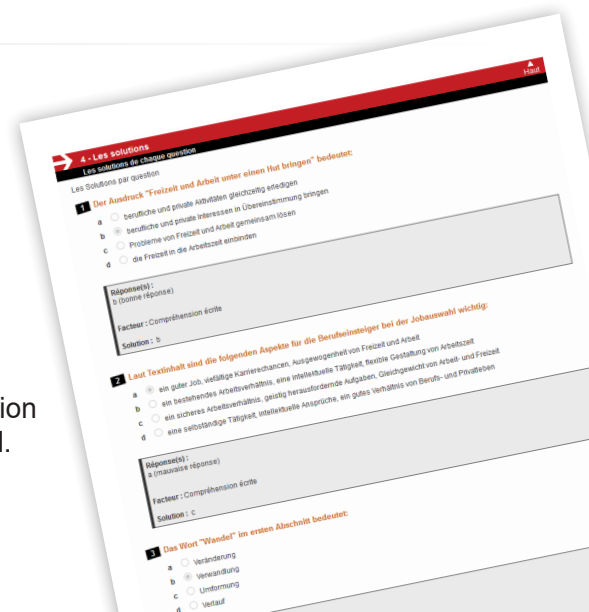 Haut
4 - Les solutions
Les solutions de chaque question
Les Solutions par question
1 Der Ausdruck "Freizeit und Arbeit unter einen Hut bringen" bedeutet:
a berufliche und private Aktivitäten gleichzeitig erledigen
b berufliche und private Interessen in Übereinstimmung bringen
c Probleme von Freizeit und Arbeit gemeinsam lösen
d die Freizeit in die Arbeitszeit einbinden
Réponse(s) :
b (bonne réponse)
Facteur : Compréhension écrite
Solution : b
2 Laut Textinhalt sind die folgenden Aspekte für die Berufseinsteiger bei der Jobauswahl wichtig:
a ein guter Job, vielfältige Karrierechancen, Ausgewogenheit von Freizeit und Arbeit
b ein bestehendes Arbeitsverhältnis, eine intellektuelle Tätigkeit, flexible Gestaltung von Arbeitszeit
c ein sicheres Arbeitsverhältnis, geistig herausfordernde Aufgaben, Gleichgewicht von Arbeit- und Freizeit
d eine selbständige Tätigkeit, intellektuelle Ansprüche, ein gutes Verhältnis von Berufs- und Privatleben
Réponse(s) :
a (mauvaise réponse)
Facteur : Compréhension écrite
Solution : c
3 Das Wort "Wandel" im ersten Abschnitt bedeutet:
a Veränderung
b Verwandlung
c Umformung
d Verlauf